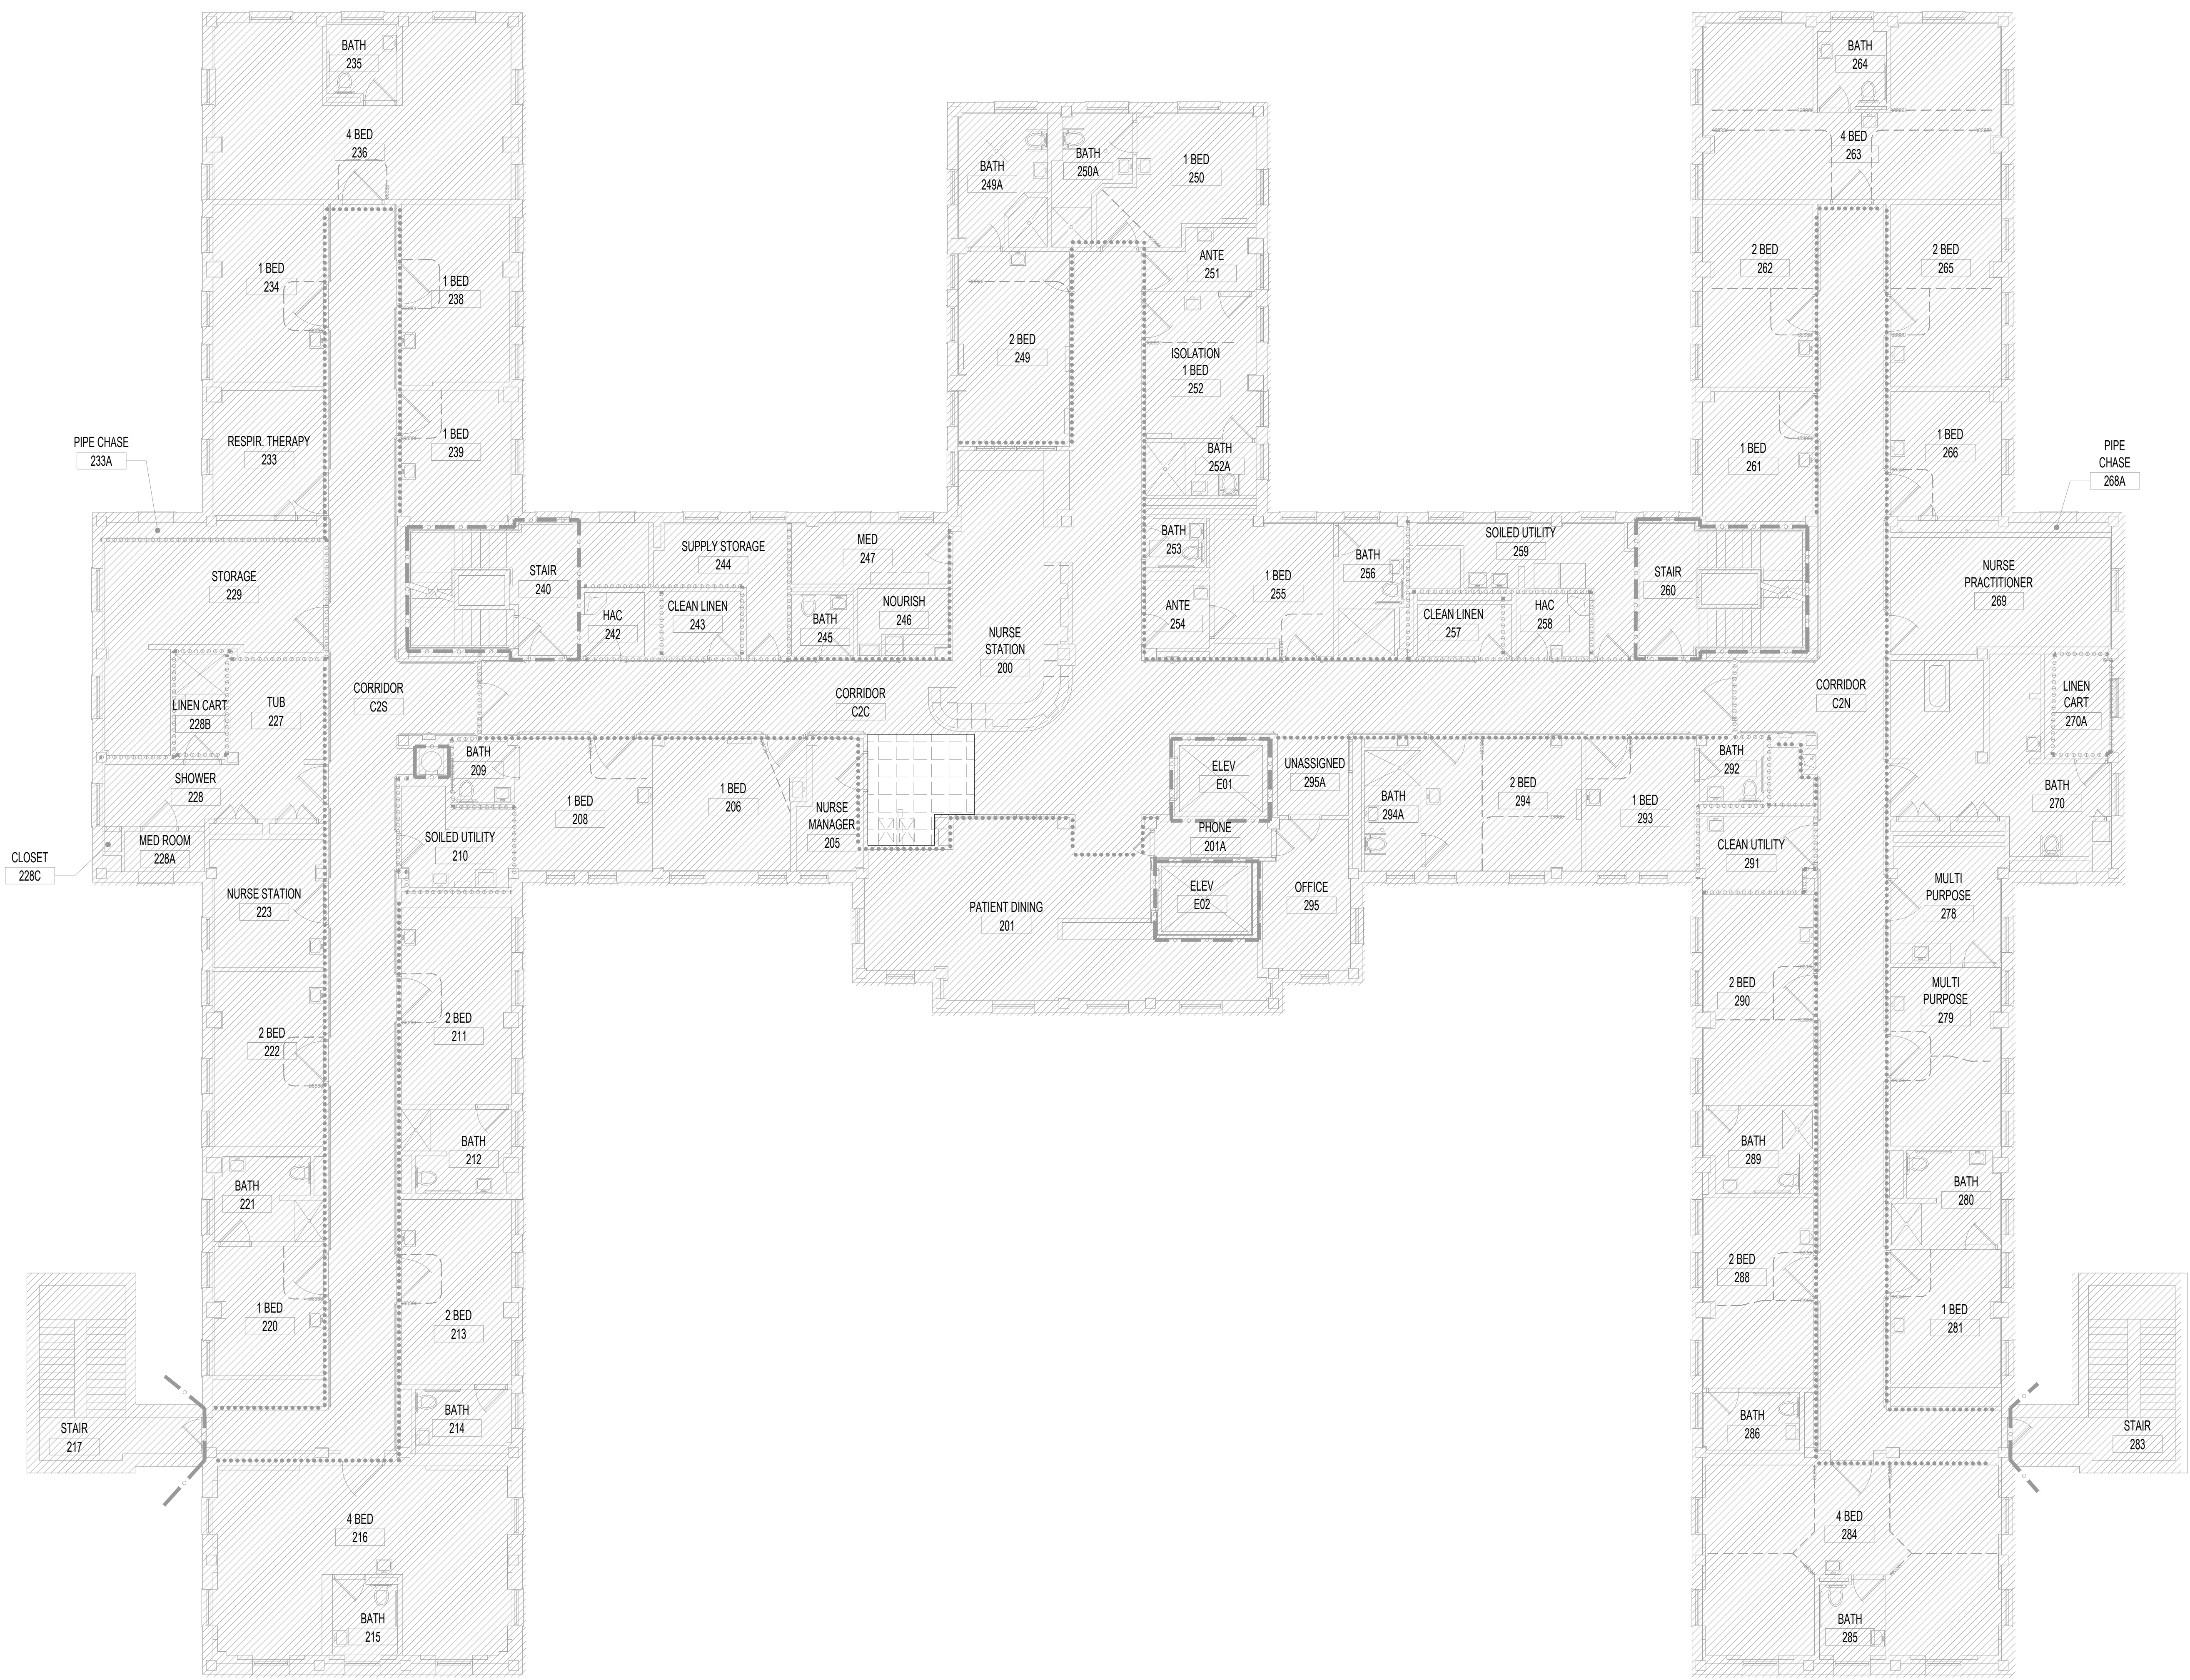 BATH
235
4 BED
236
1 BED
234
1 BED
238
RESPIR. THERAPY
233
1 BED
239
PIPE CHASE
233A
STORAGE
229
STAIR
240
SUPPLY STORAGE
244
MED
247
HAC
242
CLEAN LINEN
243
BATH
245
NOURISH
246
NURSE
STATION
200
LINEN CART
228B
TUB
227
CORRIDOR
C2S
CORRIDOR
C2C
SHOWER
228
MED ROOM
228A
CLOSET
228C
BATH
209
SOILED UTILITY
210
1 BED
208
1 BED
206
NURSE
MANAGER
205
NURSE STATION
223
2 BED
222
2 BED
211
BATH
212
BATH
221
1 BED
220
2 BED
213
BATH
214
STAIR
217
4 BED
216
BATH
215
BATH
249A
BATH
250A
1 BED
250
ANTE
251
2 BED
249
ISOLATION
1 BED
252
BATH
252A
BATH
253
ANTE
254
1 BED
255
BATH
256
SOILED UTILITY
259
CLEAN LINEN
257
HAC
258
STAIR
260
ELEV
E01
UNASSIGNED
295A
PHONE
201A
ELEV
E02
OFFICE
295
PATIENT DINING
201
BATH
294A
2 BED
294
1 BED
293
BATH
292
CLEAN UTILITY
291
BATH
264
4 BED
263
2 BED
262
2 BED
265
1 BED
261
1 BED
266
PIPE
CHASE
268A
NURSE
PRACTITIONER
269
CORRIDOR
C2N
LINEN
CART
270A
BATH
270
MULTI
PURPOSE
278
2 BED
290
MULTI
PURPOSE
279
BATH
289
BATH
280
2 BED
288
1 BED
281
BATH
286
STAIR
283
4 BED
284
BATH
285